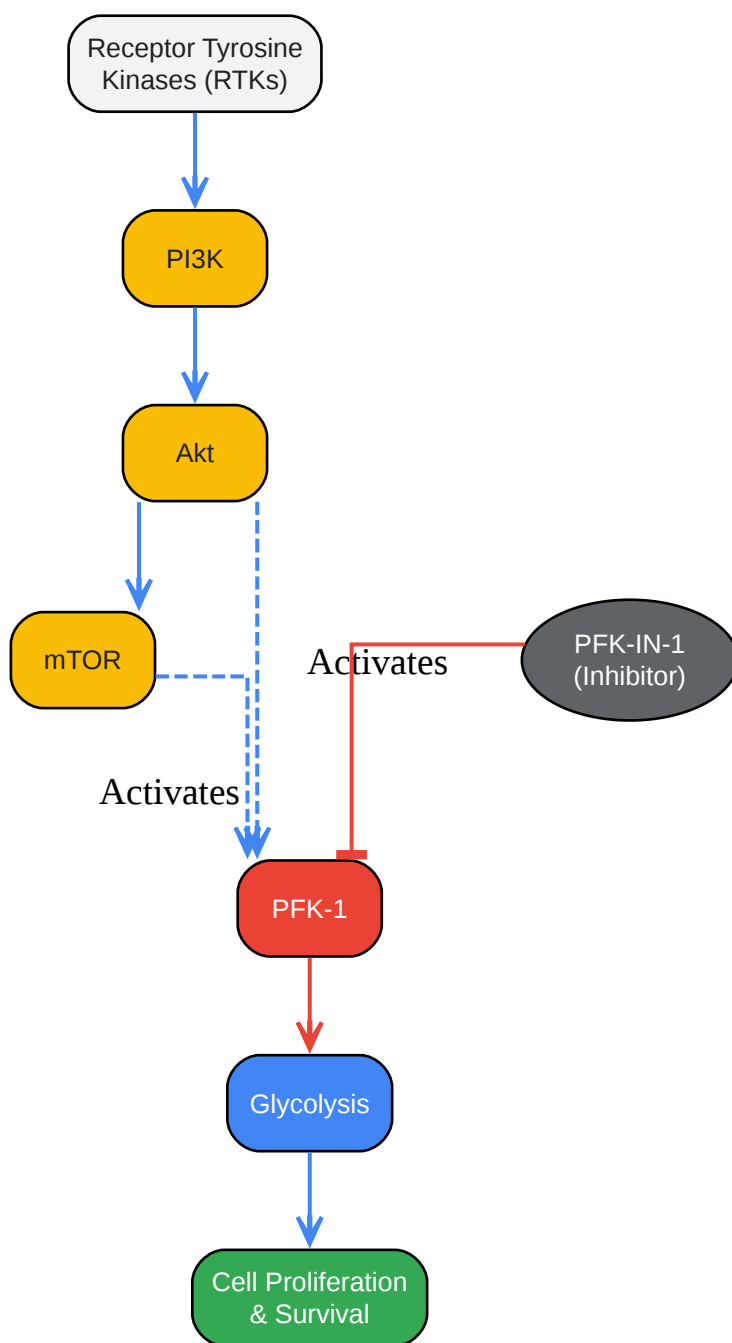 Receptor Tyrosine
Kinases (RTKs)
PI3K
Akt
mTOR
Activates
PFK-IN-1
(Inhibitor)
Activates
PFK-1
Glycolysis
Cell Proliferation
& Survival